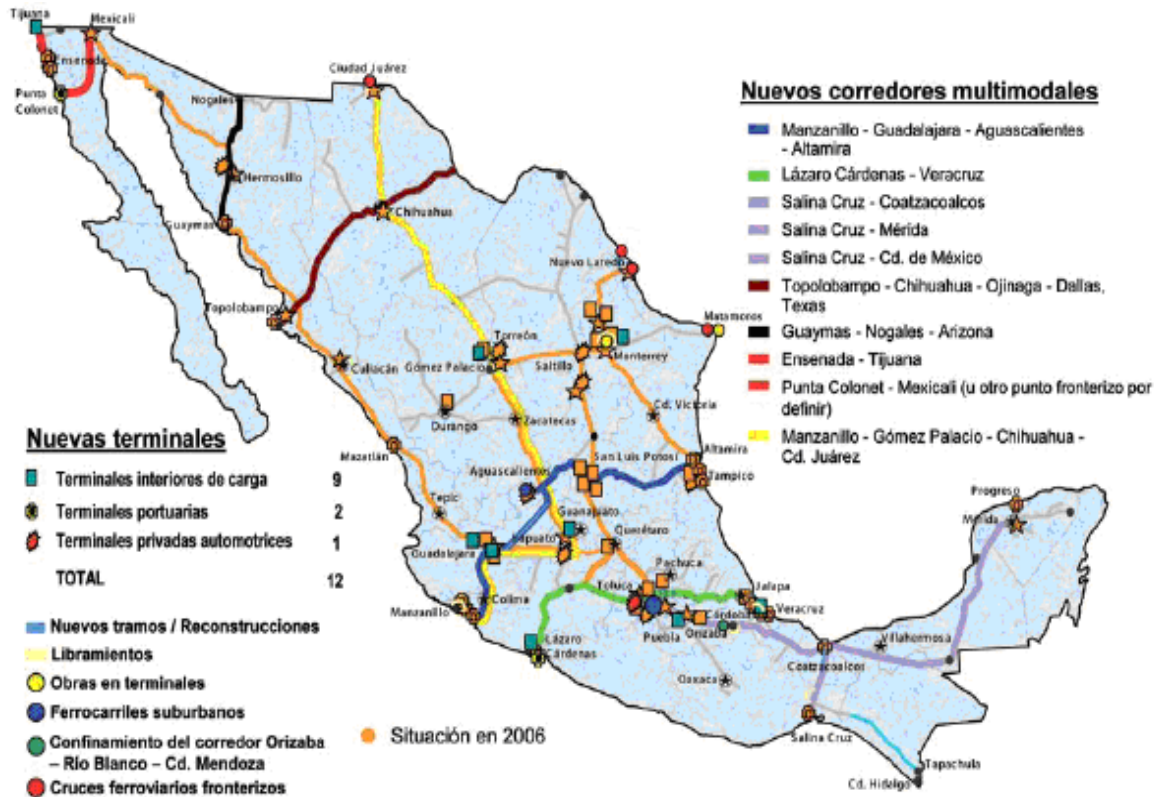 Tijuana
Mexicali
Ensenada
Punta
Colonet
Nogales
Ciudad Juárez
Hermosillo
Guaymas
Chihuahua
Topolobampo
Nuevo Laredo
Matamoros
Torreón
Gómez Palacio
Saltillo
Monterrey
Culiacán
Durango
Zacatecas
Cd. Victoria
Mazatlán
San Luis Potosí
Altamira
Tampico
Aguascalientes
Tepic
Guanajuato
Querétaro
Irapuato
Guadalajara
Pachuca
Toluca
Jalapa
Colima
Manzanillo
Córdoba
Veracruz
Puebla
Orizaba
Lázaro
Cárdenas
Oaxaca
Villahermosa
Coatzacoalcos
Salina Cruz
Tapachula
Cd. Hidalgo
Progreso
Mérida
Nuevos corredores multimodales
Manzanillo - Guadalajara - Aguascalientes
- Altamira
Lázaro Cárdenas - Veracruz
Salina Cruz - Coatzacoalcos
Salina Cruz - Mérida
Salina Cruz - Cd. de México
Topolobampo - Chihuahua - Ojinaga - Dallas,
Texas
Guaymas - Nogales - Arizona
Ensenada - Tijuana
Punta Colonet - Mexicali (u otro punto fronterizo por
definir)
Manzanillo - Gómez Palacio - Chihuahua -
Cd. Juárez
Nuevas terminales
Terminales interiores de carga 9
Terminales portuarias 2
Terminales privadas automotrices 1
TOTAL 12
Nuevos tramos / Reconstrucciones
Libramientos
Obras en terminales
Ferrocarriles suburbanos
Confinamiento del corredor Orizaba
– Río Blanco – Cd. Mendoza
Cruces ferroviarios fronterizos
Situación en 2006